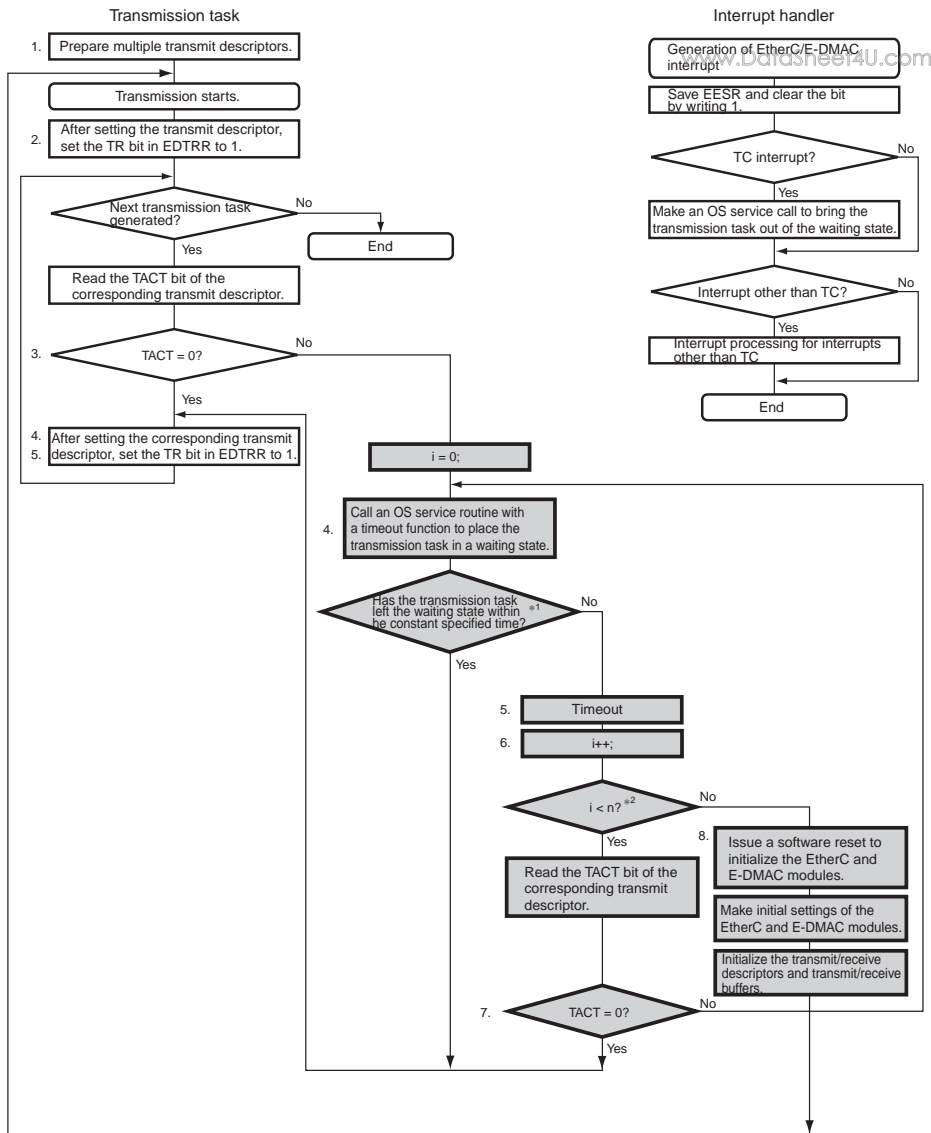 Transmission task
1. Prepare multiple transmit descriptors.
Transmission starts.
2. After setting the transmit descriptor,
set the TR bit in EDTRR to 1.
Next transmission task
generated?
No
End
Yes
Read the TACT bit of the
corresponding transmit descriptor.
3. TACT = 0?
No
Yes
4. After setting the corresponding transmit
5. descriptor, set the TR bit in EDTRR to 1.
i = 0;
4. Call an OS service routine with
a timeout function to place the
transmission task in a waiting state.
Has the transmission task
left the waiting state within *1
he constant specified time?
No
Yes
5. Timeout
6. i++;
i < n? *2
No
Yes
Read the TACT bit of the
corresponding transmit
descriptor.
7. TACT = 0?
No
Yes
8. Issue a software reset to
initialize the EtherC and
E-DMAC modules.
Make initial settings of the
EtherC and E-DMAC modules.
Initialize the transmit/receive
descriptors and transmit/receive
buffers.
Interrupt handler
Generation of EtherC/E-DMAC
interrupt
www.DataSheet4U.com
Save EESR and clear the bit
by writing 1.
TC interrupt?
No
Yes
Make an OS service call to bring the
transmission task out of the waiting state.
Interrupt other than TC?
No
Yes
Interrupt processing for interrupts
other than TC
End